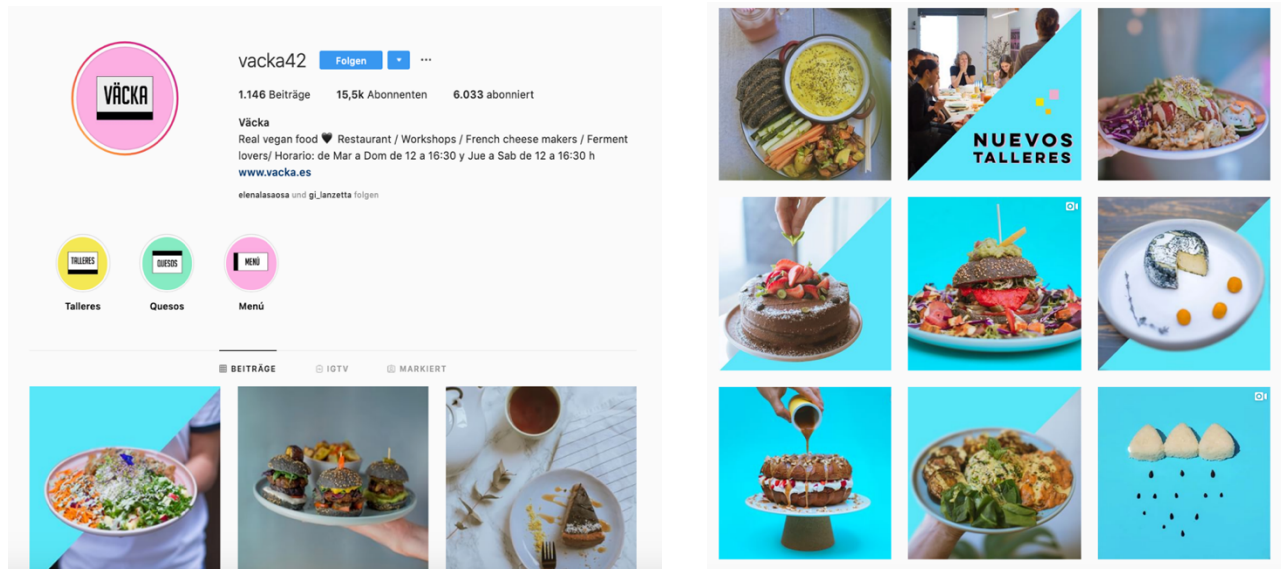 VÄCKA
vacka42 Folgen
1.146 Beiträge 15,5k Abonnenten 6.033 abonniert
Väcka
Real vegan food 🖤 Restaurant / Workshops / French cheese makers / Ferment
lovers/ Horario: de Mar a Dom de 12 a 16:30 y Jue a Sab de 12 a 16:30 h
www.vacka.es
elenalasaosa und gi_lanzetta folgen
TALLERES QUESOS MENÚ
Talleres Quesos Menú
BEITRÄGE IGTV MARKIERT
NUEVOS
TALLERES